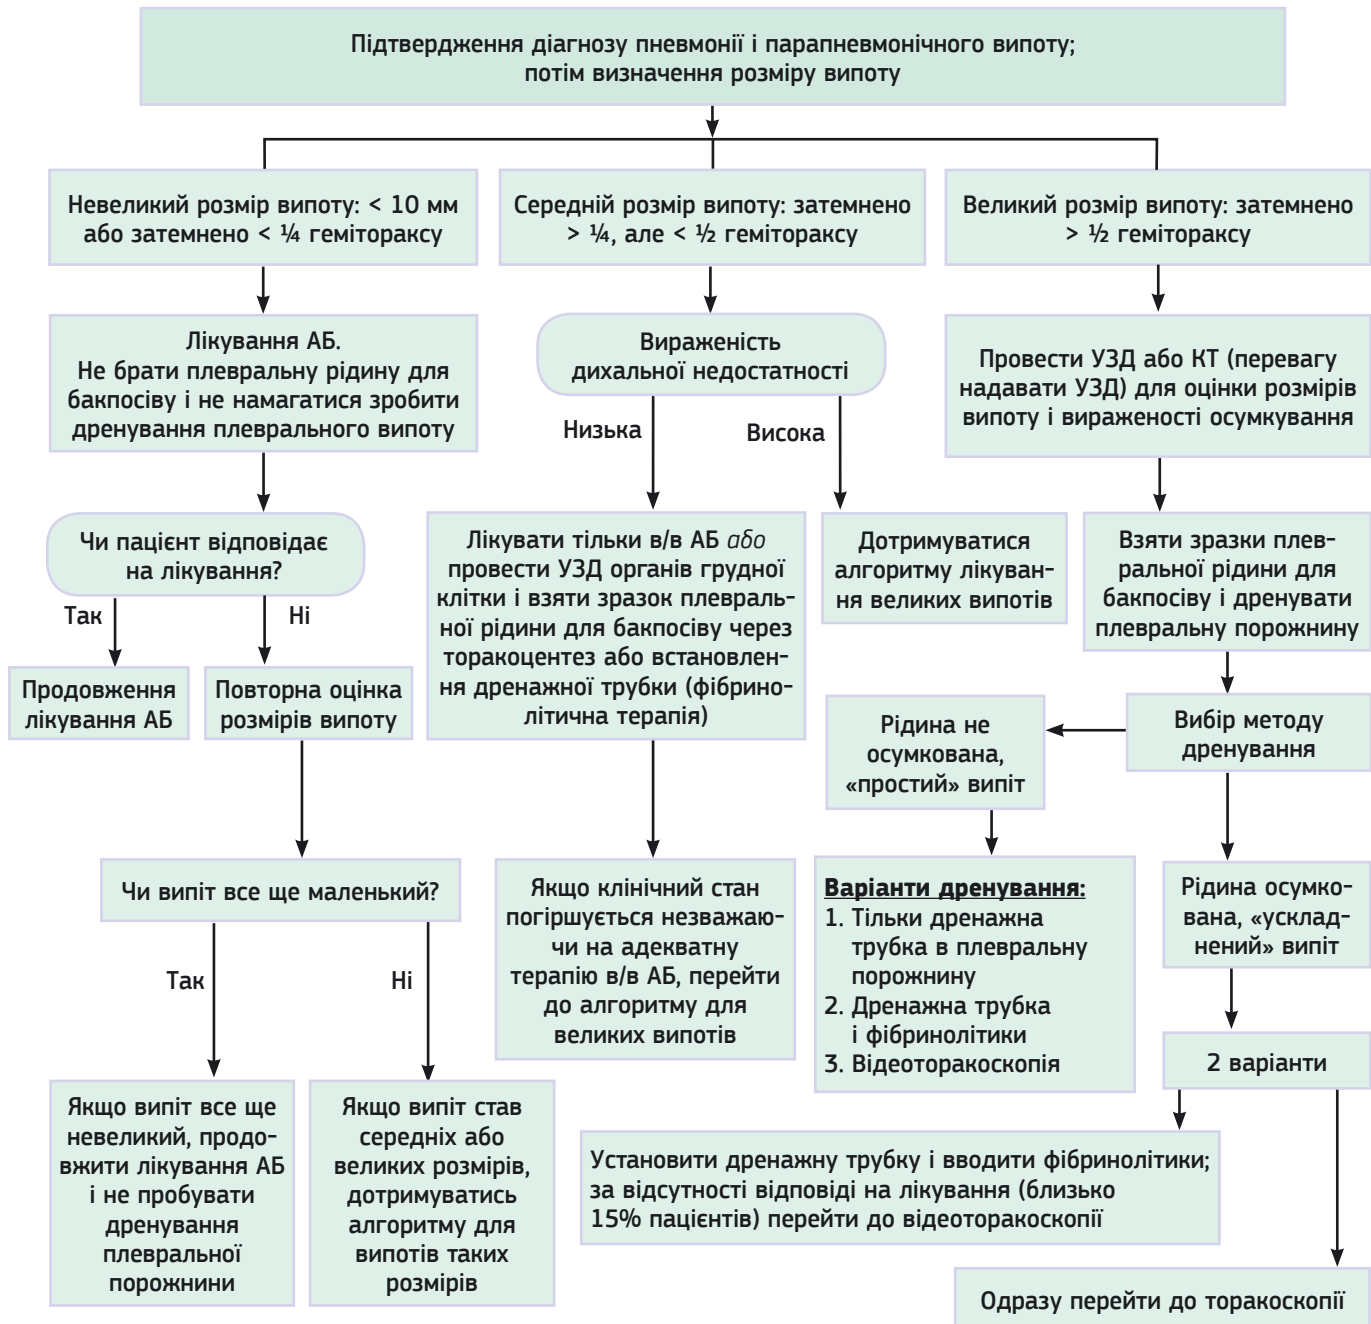 Підтвердження діагнозу пневмонії і парапневмонічного випоту;
потім визначення розміру випоту
Невеликий розмір випоту: < 10 мм
або затемнено < ¼ гемітораксу
Середній розмір випоту: затемнено
> ¼, але < ½ гемітораксу
Великий розмір випоту: затемнено
> ½ гемітораксу
Лікування АБ.
Не брати плевральну рідину для
бакпосіву і не намагатися зробити
дренування плеврального випоту
Вираженість
дихальної недостатності
Провести УЗД або КТ (перевагу
надавати УЗД) для оцінки розмірів
випоту і вираженості осумкування
Низька
Висока
Чи пацієнт відповідає
на лікування?
Так
Ні
Лікувати тільки в/в АБ або
провести УЗД органів грудної
клітки і взяти зразок плевраль-
ної рідини для бакпосіву через
торакоцентез або встановлен-
ня дренажної трубки (фібрино-
літична терапія)
Дотримуватися
алгоритму лікуван-
ня великих випотів
Взяти зразки плев-
ральної рідини для
бакпосіву і дренувати
плевральну порожнину
Продовження
лікування АБ
Повторна оцінка
розмірів випоту
Рідина не
осумкована,
«простий» випіт
Вибір методу
дренування
Чи випіт все ще маленький?
Так
Ні
Якщо клінічний стан
погіршується незважаю-
чи на адекватну
терапію в/в АБ, перейти
до алгоритму для
великих випотів
Варіанти дренування:
1. Тільки дренажна
трубка в плевральну
порожнину
2. Дренажна трубка
і фібринолітики
3. Відеоторакоскопія
Рідина осумко-
вана, «усклад-
нений» випіт
2 варіанти
Якщо випіт все ще
невеликий, продо-
вжити лікування АБ
і не пробувати
дренування
плевральної
порожнини
Якщо випіт став
середніх або
великих розмірів,
дотримуватись
алгоритму для
випотів таких
розмірів
Установити дренажну трубку і вводити фібринолітики;
за відсутності відповіді на лікування (близько
15% пацієнтів) перейти до відеоторакоскопії
Одразу перейти до торакоскопії